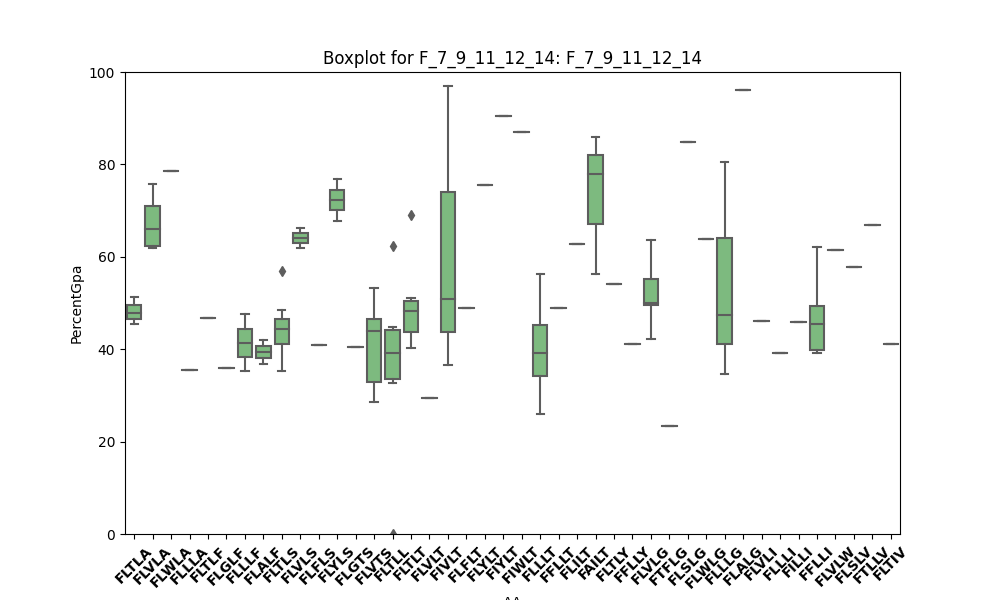 Boxplot for F_7_9_11_12_14: F_7_9_11_12_14
PercentGpa
100
80
60
40
20
0
FLTLA
FLVLA
FLWLA
FLLLA
FLTLF
FLGLF
FLLLF
FLALF
FLTLS
FLVLS
FLFLS
FLYLS
FLGTS
FLVTS
FLTLL
FLTLT
FLVLT
FIVLT
FLFLT
FLYLT
FIYLT
FIWLT
FLLLT
FFLLT
FLILT
FAILT
FLTLY
FFLLY
FLVLG
FTFLG
FLSLG
FLWLG
FLLLG
FLALG
FLVLI
FLLLI
FILLI
FFLLI
FLVLW
FLSLV
FTLLV
FLTIV